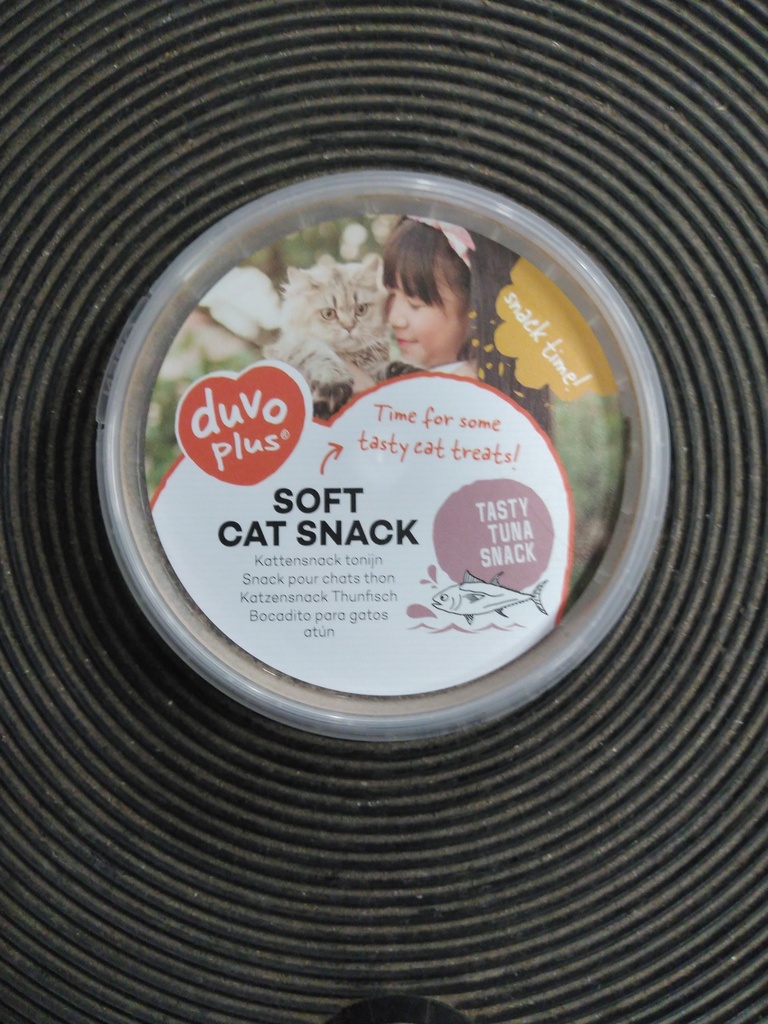 snack time!
duvo
plus®
Time for some
tasty cat treats!
SOFT
CAT SNACK
Kattensnack tonijn
Snack pour chats thon
Katzensnack Thunfisch
Bocadito para gatos
atún
TASTY
TUNA
SNACK